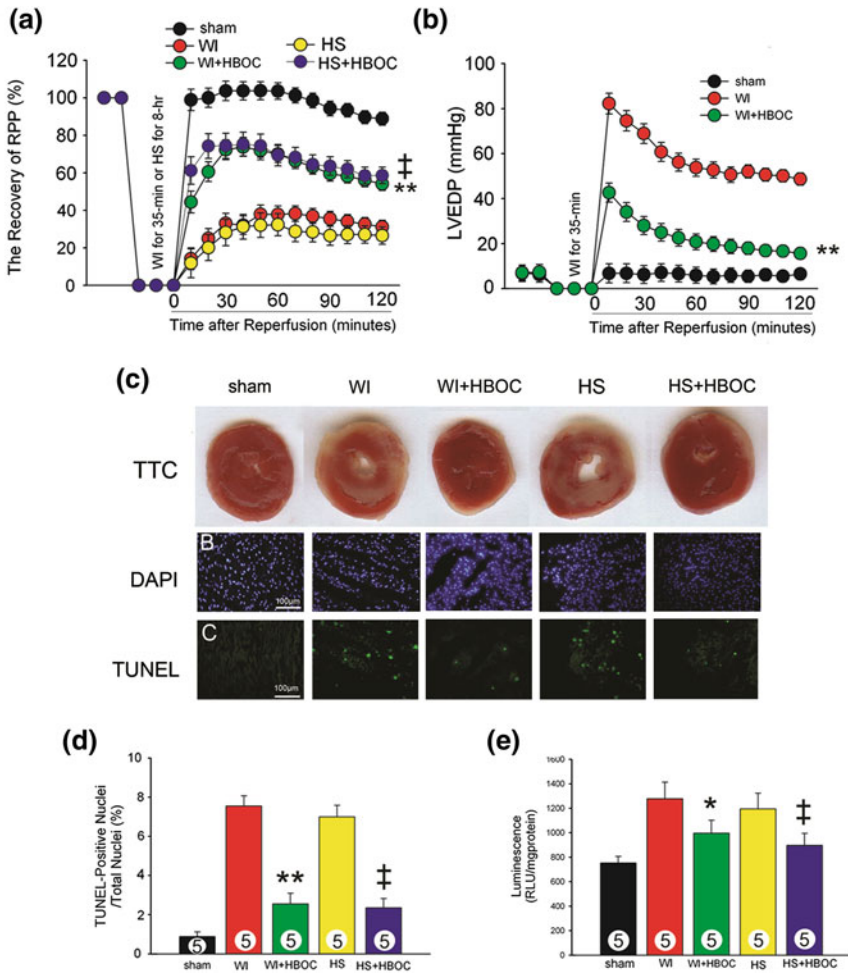 (a)
sham
WI
WI+HBOC
HS
HS+HBOC
The Recovery of RPP (%)
120
100
80
60
40
20
0
WI for 35-min or HS for 8-hr
‡
**
0 30 60 90 120
Time after Reperfusion (minutes)
(b)
sham
WI
WI+HBOC
LVEDP (mmHg)
100
80
60
40
20
0
WI for 35-min
**
0 30 60 90 120
Time after Reperfusion (minutes)
(c)
sham WI WI+HBOC HS HS+HBOC
TTC
DAPI
B
100µm
TUNEL
C
100µm
(d)
TUNEL-Positive Nuclei
/Total Nuclei (%)
10
8
6
4
2
0
** ‡
5 5 5 5 5
sham WI WI+HBOC HS HS+HBOC
(e)
Luminescence
(RLU/mgprotein)
1600
1400
1200
1000
800
600
400
200
0
* ‡
5 5 5 5 5
sham WI WI+HBOC HS HS+HBOC